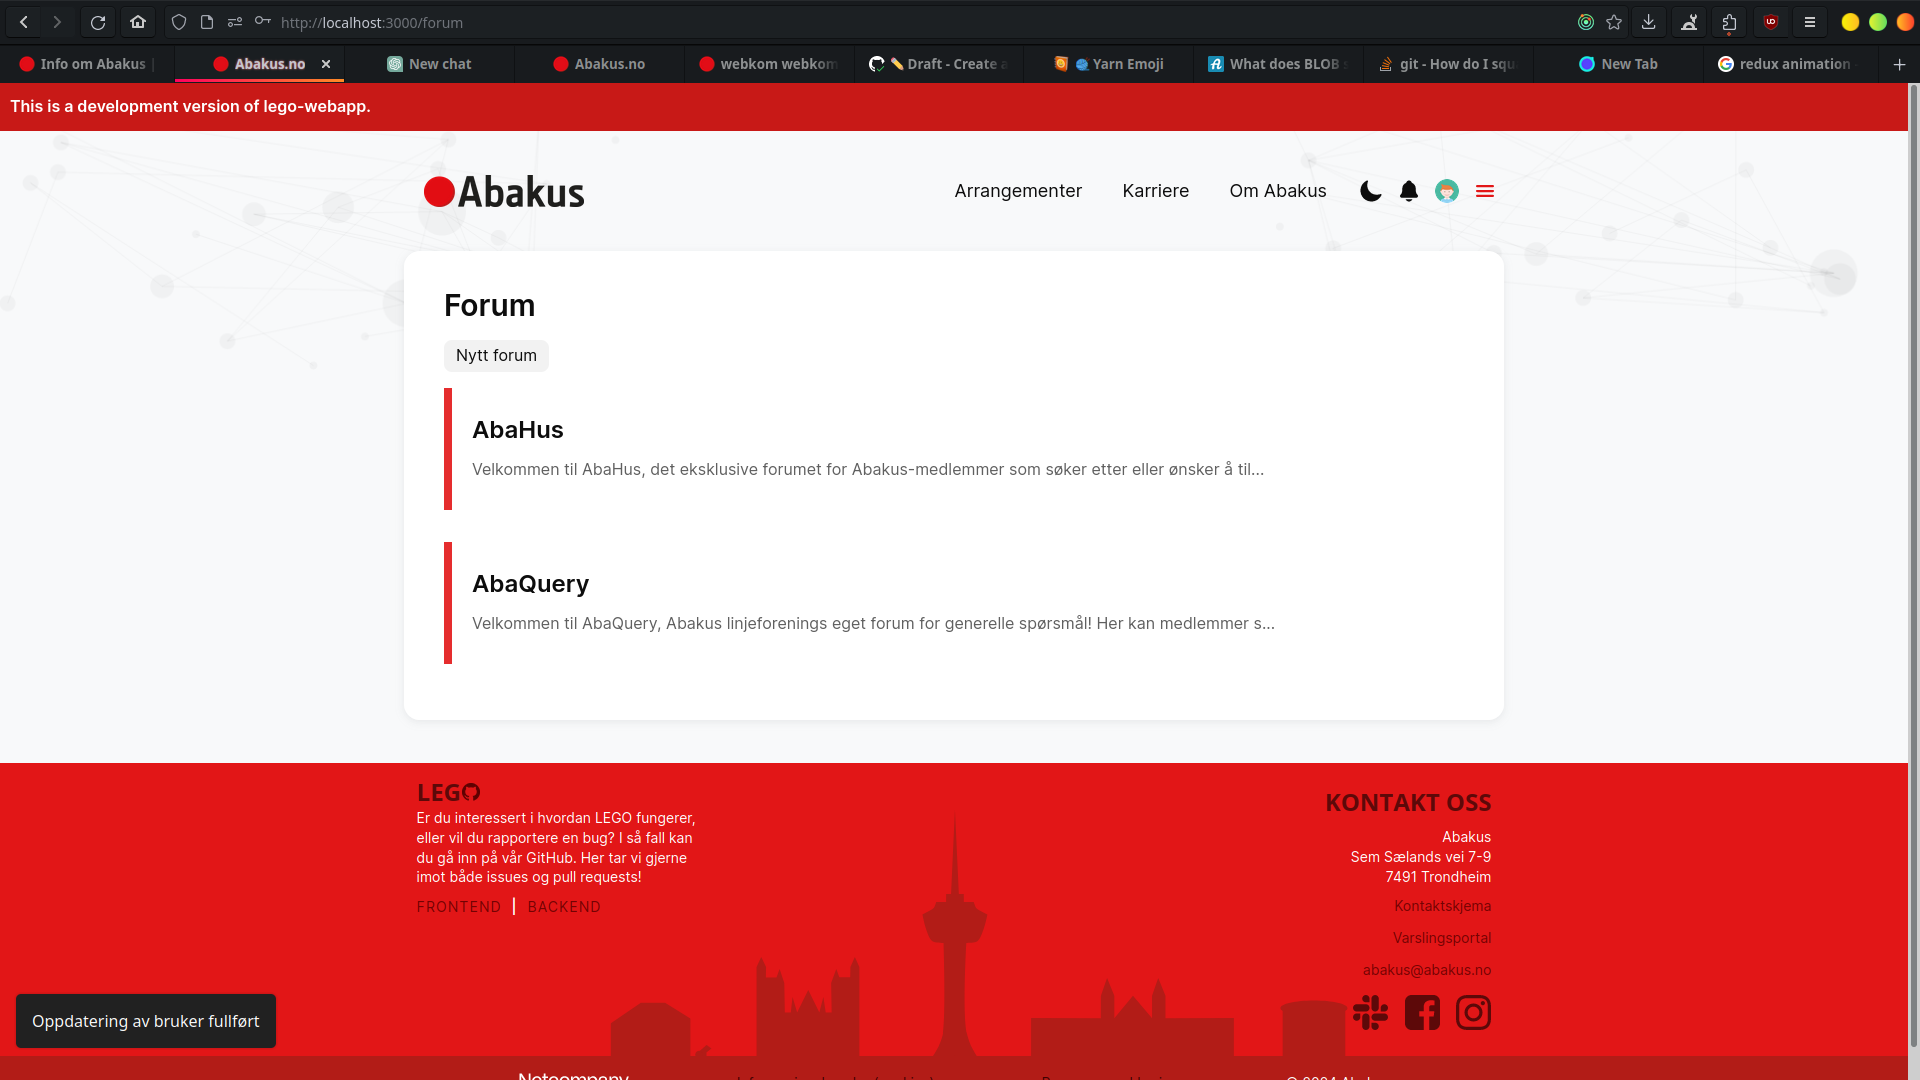 http://localhost:3000/forum
Info om Abakus |
Abakus.no
New chat
Abakus.no
webkom webkom
Draft - Create a
Yarn Emoji
What does BLOB s
git - How do I squ
New Tab
redux animation
This is a development version of lego-webapp.
Abakus
Arrangementer
Karriere
Om Abakus
Forum
Nytt forum
AbaHus
Velkommen til AbaHus, det eksklusive forumet for Abakus-medlemmer som søker etter eller ønsker å til...
AbaQuery
Velkommen til AbaQuery, Abakus linjeforenings eget forum for generelle spørsmål! Her kan medlemmer s...
LEGO
Er du interessert i hvordan LEGO fungerer,
eller vil du rapportere en bug? I så fall kan
du gå inn på vår GitHub. Her tar vi gjerne
imot både issues og pull requests!
FRONTEND | BACKEND
KONTAKT OSS
Abakus
Sem Sælands vei 7-9
7491 Trondheim
Kontaktskjema
Varslingsportal
abakus@abakus.no
Oppdatering av bruker fullført
Netcompany